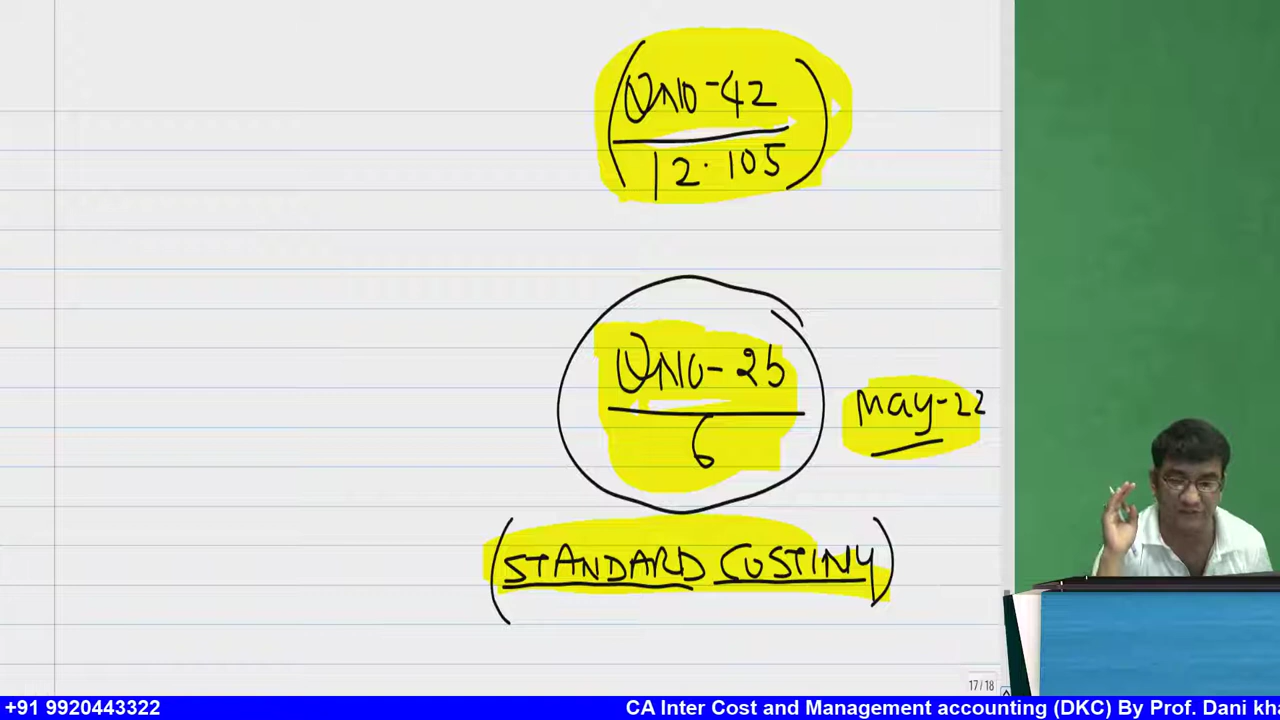 QNO-42
12.105
QNO-25
6
May-22
(STANDARD COSTING)
17/18
+91 9920443322
CA Inter Cost and Management accounting (DKC) By Prof. Dani kha